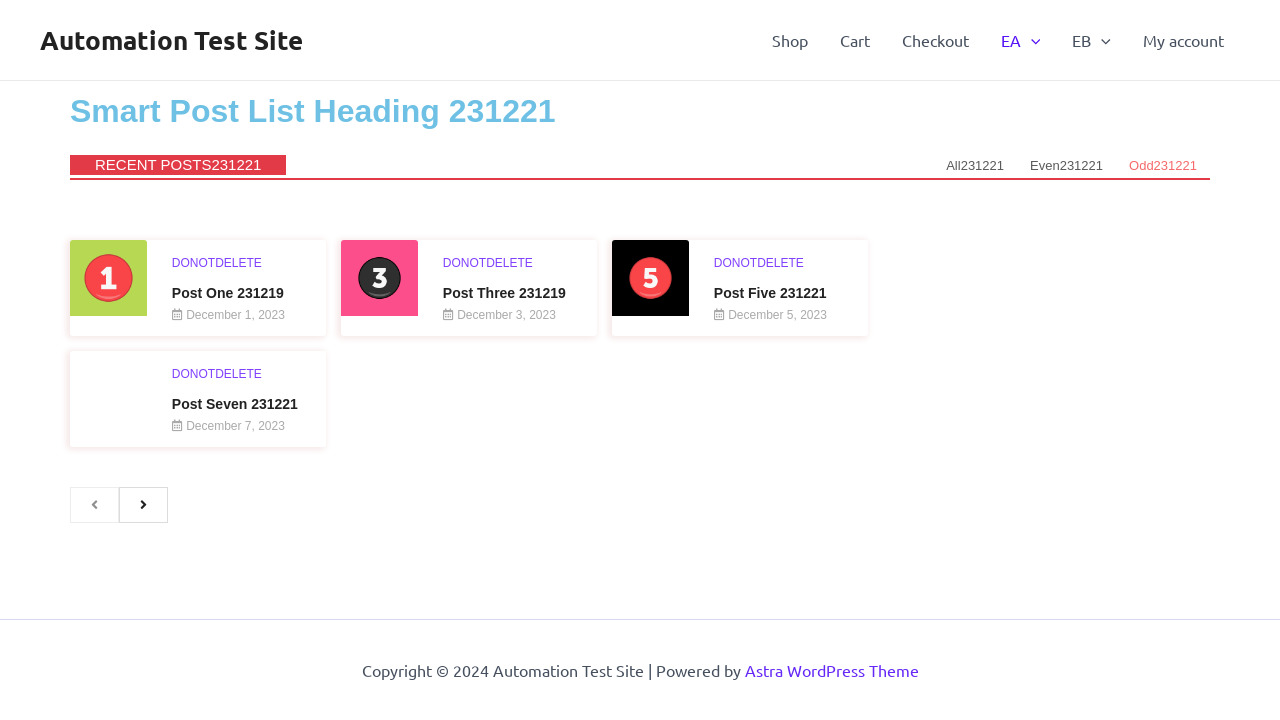 Automation Test Site
Shop
Cart
Checkout
EA
EB
My account
Smart Post List Heading 231221
RECENT POSTS231221
All231221
Even231221
Odd231221
1
DONOTDELETE
Post One 231219
December 1, 2023
3
DONOTDELETE
Post Three 231219
December 3, 2023
5
DONOTDELETE
Post Five 231221
December 5, 2023
DONOTDELETE
Post Seven 231221
December 7, 2023
Copyright © 2024 Automation Test Site | Powered by Astra WordPress Theme